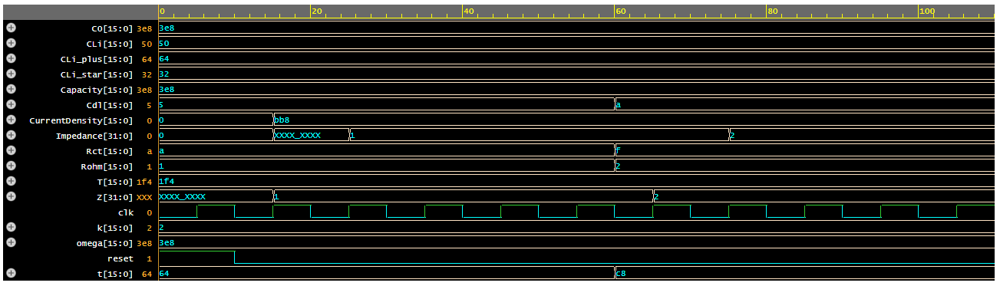 0 20 40 60 80 100
C0[15:0] 3e8 3e8
CLi[15:0] 50 50
CLi_plus[15:0] 64 64
CLi_star[15:0] 32 32
Capacity[15:0] 3e8 3e8
Cdl[15:0] 5 5 a
CurrentDensity[15:0] 0 0 bb8
Impedance[31:0] 0 0 XXXX_XXXX 1 2
Rct[15:0] a a f
Rohm[15:0] 1 1 2
T[15:0] 1f4 1f4
Z[31:0] XXX XXXX_XXXX 1 2
clk 0
k[15:0] 2 2
omega[15:0] 3e8 3e8
reset 1
t[15:0] 64 64 c8